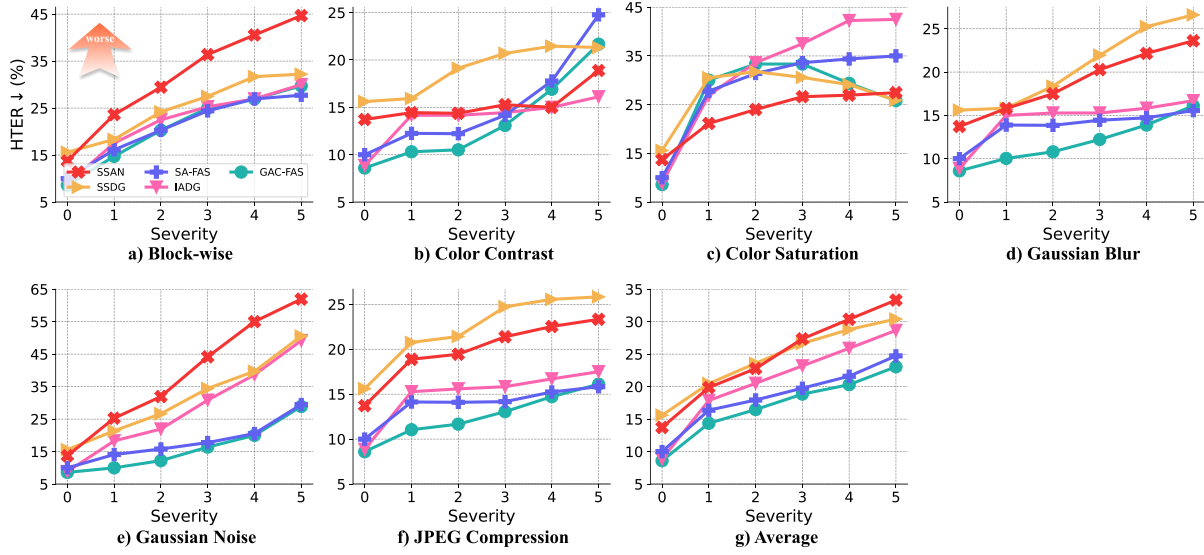 HTER ↓ (%)
45
35
25
15
5
worse
SSAN
SA-FAS
GAC-FAS
SSDG
IADG
0 1 2 3 4 5
Severity
a) Block-wise
25
20
15
10
5
0 1 2 3 4 5
Severity
b) Color Contrast
45
35
25
15
5
0 1 2 3 4 5
Severity
c) Color Saturation
25
20
15
10
5
0 1 2 3 4 5
Severity
d) Gaussian Blur
65
55
45
35
25
15
5
0 1 2 3 4 5
Severity
e) Gaussian Noise
25
20
15
10
5
0 1 2 3 4 5
Severity
f) JPEG Compression
35
30
25
20
15
10
5
0 1 2 3 4 5
Severity
g) Average